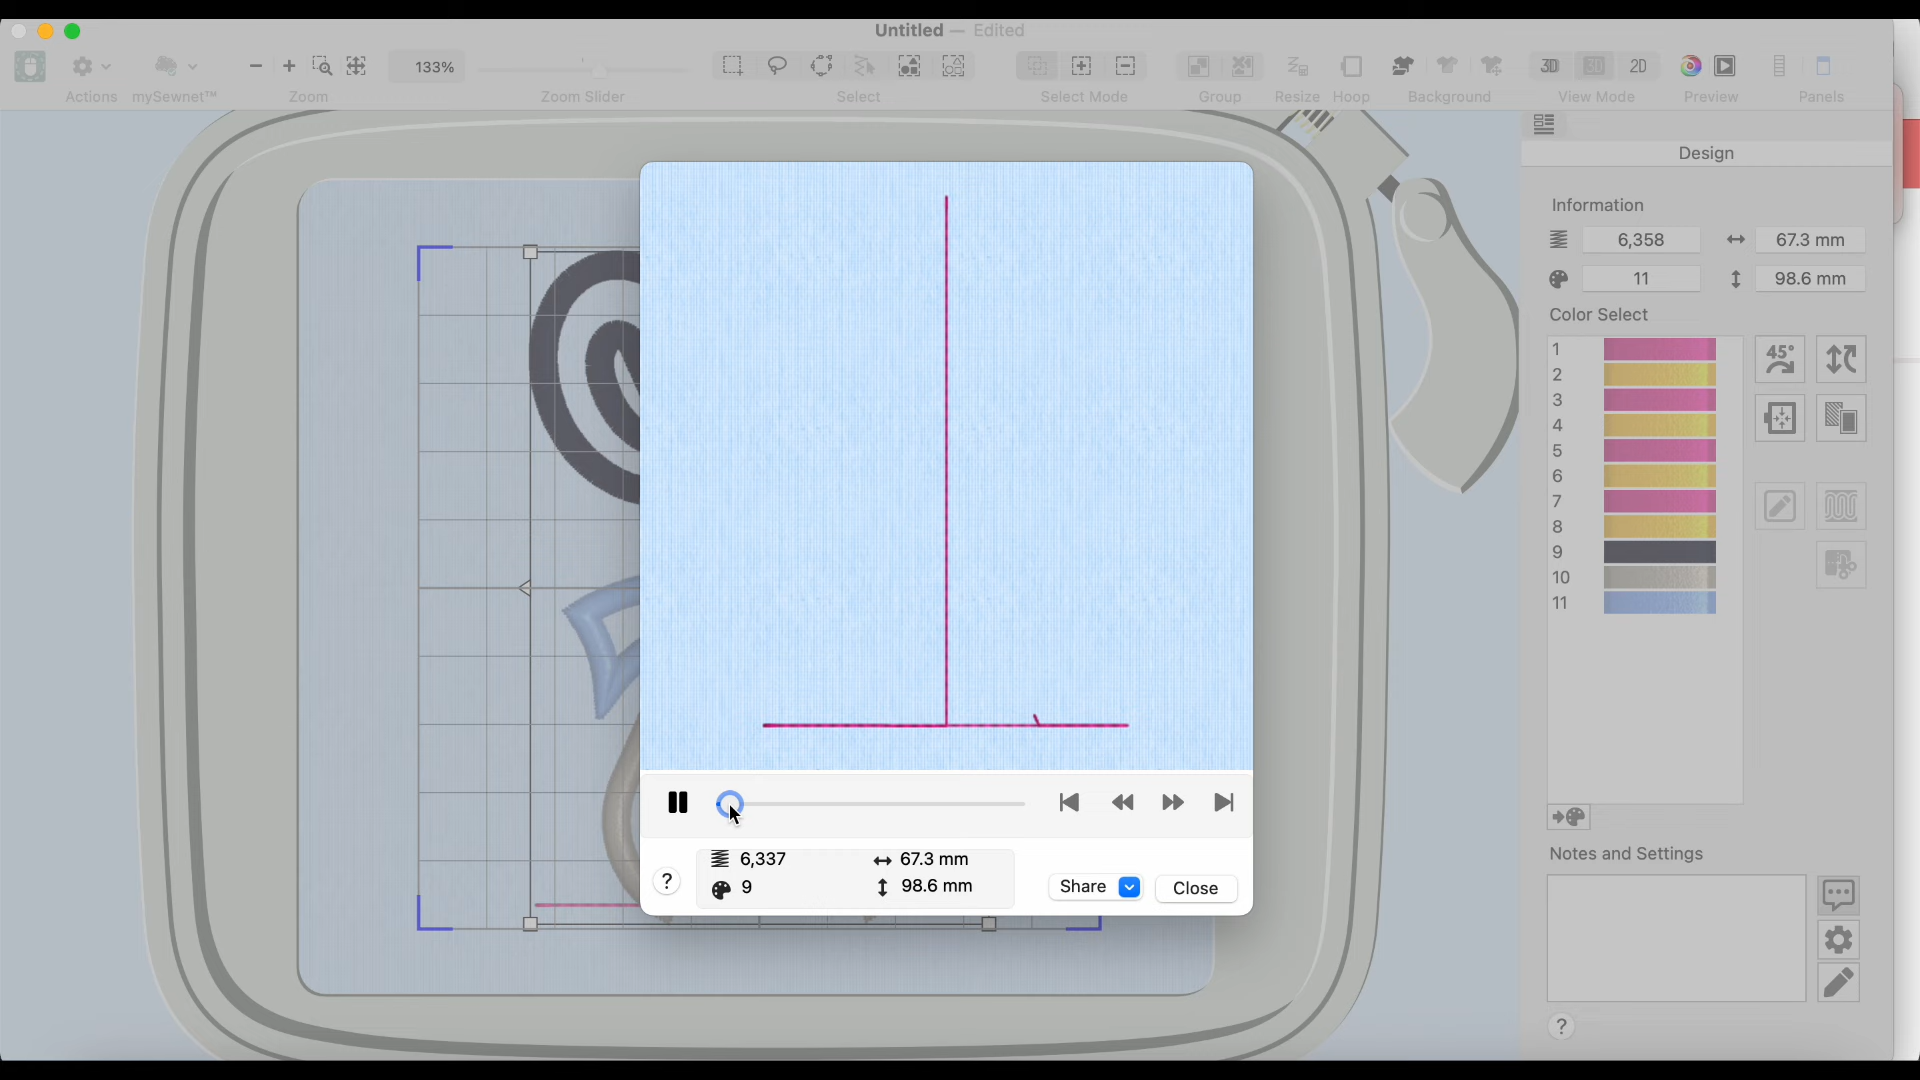 Untitled — Edited
133%
3D
3D
2D
Actions
mySewnet™
Zoom
Zoom Slider
Select
Select Mode
Group
Resize
Hoop
Background
View Mode
Preview
Panels
Design
Information
6,358
67.3 mm
11
98.6 mm
Color Select
1
2
3
4
5
6
7
8
9
10
11
45°
Notes and Settings
?
6,337
67.3 mm
9
98.6 mm
?
Share
Close